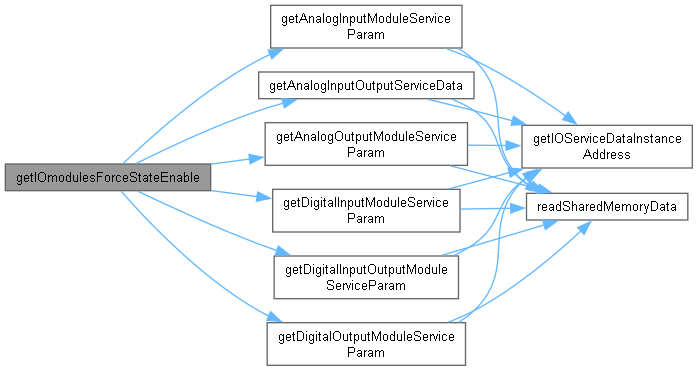 getAnalogInputModuleService
Param
getAnalogInputOutputServiceData
getAnalogOutputModuleService
Param
getIOServiceDataInstance
Address
getIOmodulesForceStateEnable
getDigitalInputModuleService
Param
readSharedMemoryData
getDigitalInputOutputModule
ServiceParam
getDigitalOutputModuleService
Param